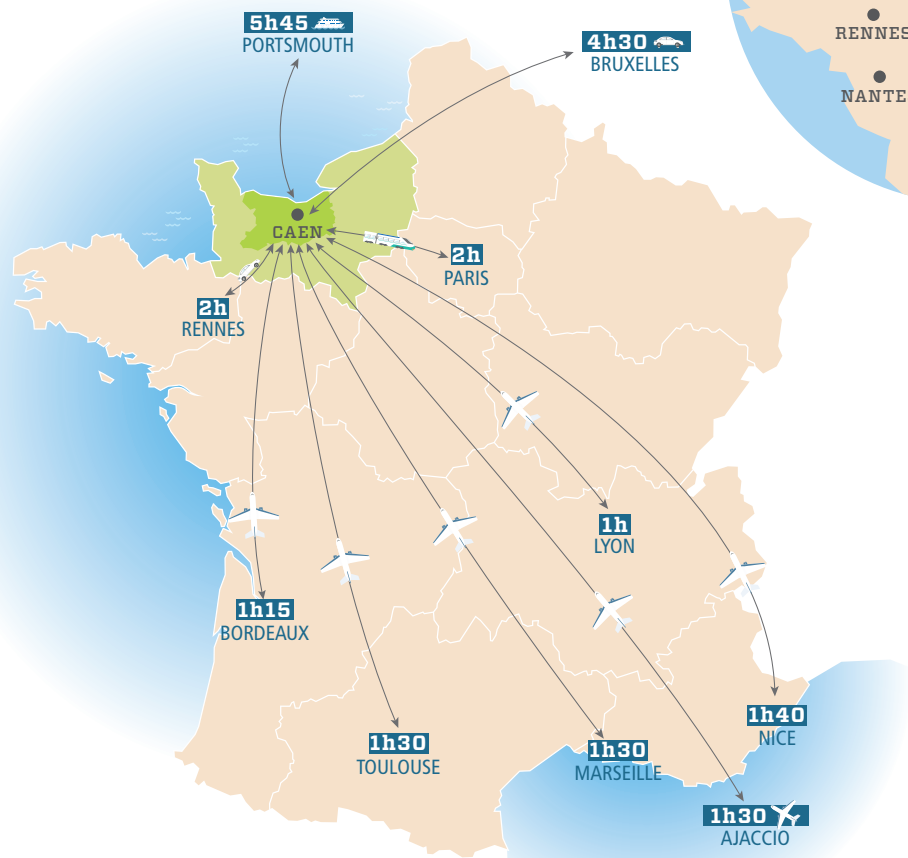 5h45
PORTSMOUTH
4h30
BRUXELLES
RENNES
NANTE
CAEN
2h
PARIS
2h
RENNES
1h
LYON
1h15
BORDEAUX
1h40
NICE
1h30
TOULOUSE
1h30
MARSEILLE
1h30
AJACCIO